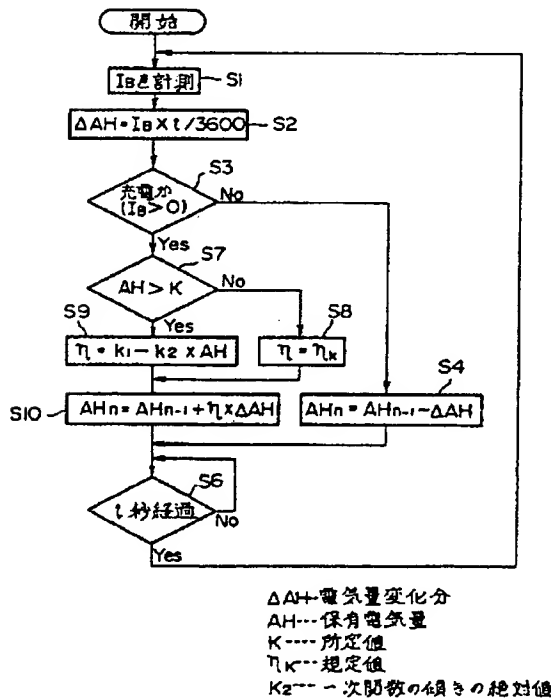 開始
IBを計測 S1
ΔAH=IB×t/3600 S2
S3
充電か
(IB>0)
No
Yes
S7
AH>K
No
Yes
S9
η=k1-k2×AH
S8
η=ηk
S10
AHn=AHn-1+η×ΔAH
S4
AHn=AHn-1-ΔAH
S6
t秒経過
No
Yes
ΔAH…電気量変化分
AH…保有電気量
K…所定値
ηK…規定値
K2…一次関数の傾きの絶対値